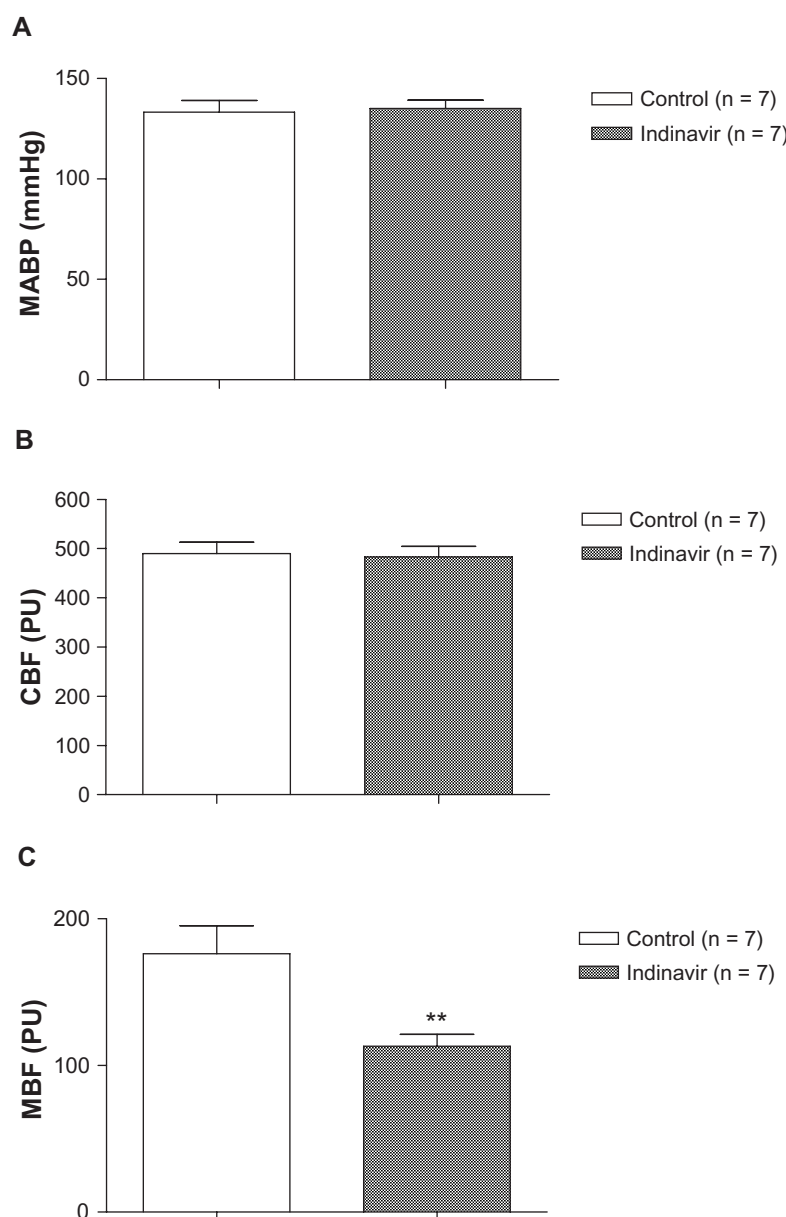 A
MABP (mmHg)
150
100
50
0
Control (n = 7)
Indinavir (n = 7)
B
CBF (PU)
600
500
400
300
200
100
0
Control (n = 7)
Indinavir (n = 7)
C
MBF (PU)
200
100
0
**
Control (n = 7)
Indinavir (n = 7)